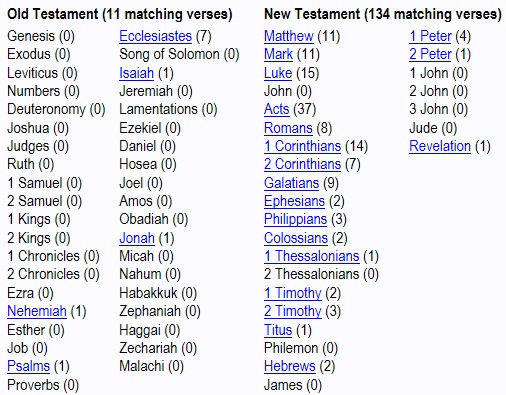 Old Testament (11 matching verses)
Genesis (0)
Exodus (0)
Leviticus (0)
Numbers (0)
Deuteronomy (0)
Joshua (0)
Judges (0)
Ruth (0)
1 Samuel (0)
2 Samuel (0)
1 Kings (0)
2 Kings (0)
1 Chronicles (0)
2 Chronicles (0)
Ezra (0)
Nehemiah (1)
Esther (0)
Job (0)
Psalms (1)
Proverbs (0)
Ecclesiastes (7)
Song of Solomon (0)
Isaiah (1)
Jeremiah (0)
Lamentations (0)
Ezekiel (0)
Daniel (0)
Hosea (0)
Joel (0)
Amos (0)
Obadiah (0)
Jonah (1)
Micah (0)
Nahum (0)
Habakkuk (0)
Zephaniah (0)
Haggai (0)
Zechariah (0)
Malachi (0)
New Testament (134 matching verses)
Matthew (11)
Mark (11)
Luke (15)
John (0)
Acts (37)
Romans (8)
1 Corinthians (14)
2 Corinthians (7)
Galatians (9)
Ephesians (2)
Philippians (3)
Colossians (2)
1 Thessalonians (1)
2 Thessalonians (0)
1 Timothy (2)
2 Timothy (3)
Titus (1)
Philemon (0)
Hebrews (2)
James (0)
1 Peter (4)
2 Peter (1)
1 John (0)
2 John (0)
3 John (0)
Jude (0)
Revelation (1)